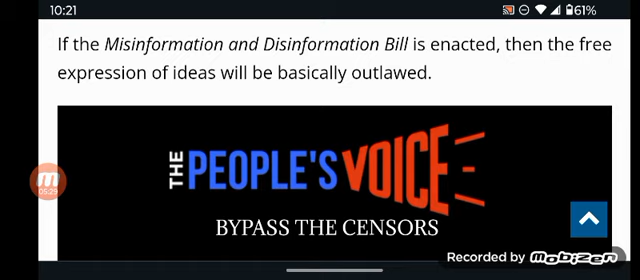 10:21
61%
If the Misinformation and Disinformation Bill is enacted, then the free
expression of ideas will be basically outlawed.
THE PEOPLE'S VOICE
BYPASS THE CENSORS
05:29
Recorded by Mobizen